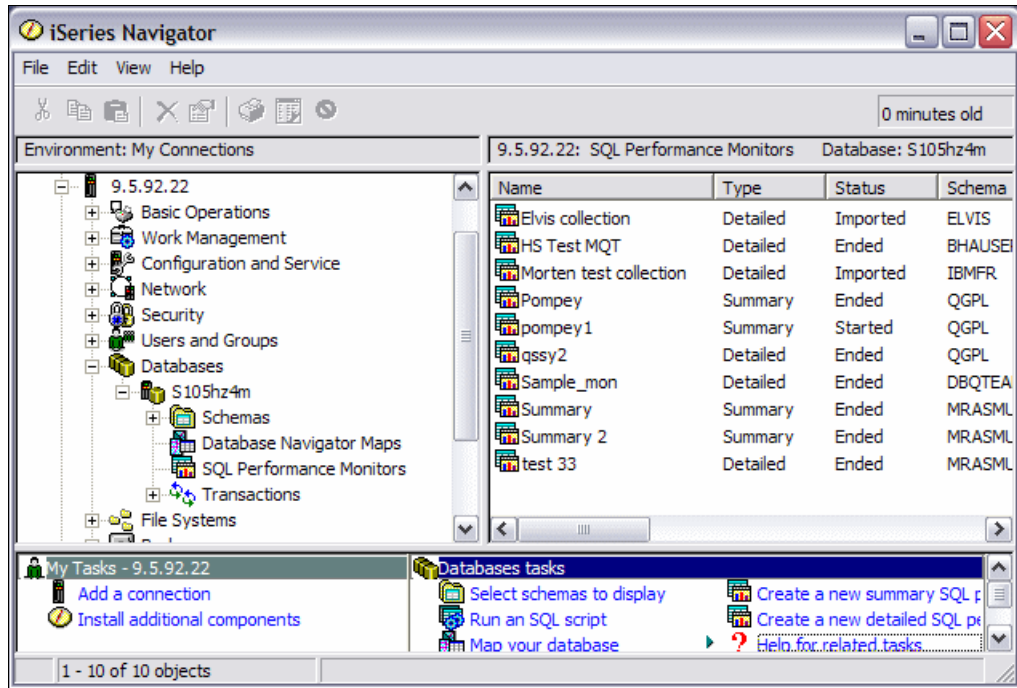 iSeries Navigator
File Edit View Help
0 minutes old
Environment: My Connections
9.5.92.22: SQL Performance Monitors Database: S105hz4m
9.5.92.22
Basic Operations
Work Management
Configuration and Service
Network
Security
Users and Groups
Databases
S105hz4m
Schemas
Database Navigator Maps
SQL Performance Monitors
Transactions
File Systems
Name Type Status Schema
Elvis collection Detailed Imported ELVIS
HS Test MQT Detailed Ended BHAUSE
Morten test collection Detailed Imported IBMFR
Pompey Summary Ended QGPL
pompey1 Summary Started QGPL
qssy2 Detailed Ended QGPL
Sample_mon Detailed Ended DBQTEA
Summary Summary Ended MRASMU
Summary 2 Summary Ended MRASMU
test 33 Detailed Ended MRASMU
My Tasks - 9.5.92.22
Add a connection
Install additional components
Databases tasks
Select schemas to display
Run an SQL script
Map your database
Create a new summary SQL p
Create a new detailed SQL pe
Help for related tasks
1 - 10 of 10 objects